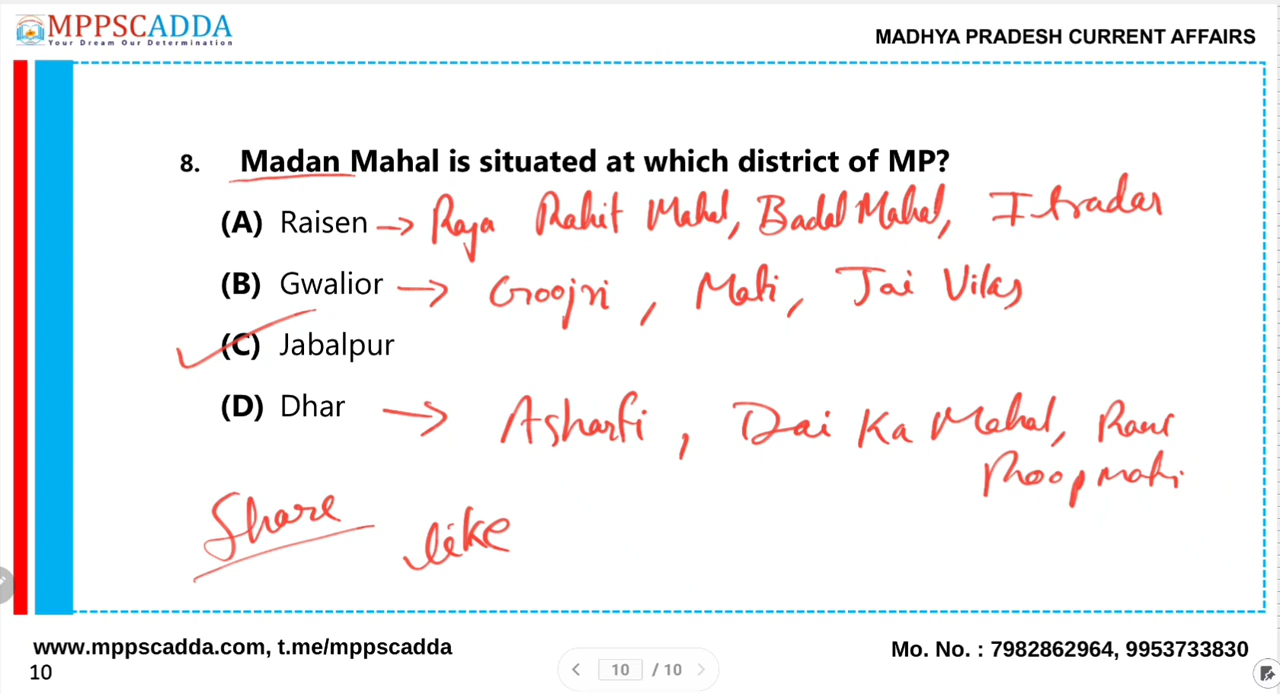 MPPSCADDA
Your Dream Our Determination
MADHYA PRADESH CURRENT AFFAIRS
8. Madan Mahal is situated at which district of MP?
(A) Raisen → Raja Rohit Mahal, Badal Mahal, Itradar
(B) Gwalior → Goojri, Moti, Jai Vilas
(C) Jabalpur
(D) Dhar → Asharfi, Dai Ka Mahal, Rani
Roopmati
Share like
www.mppscadda.com, t.me/mppscadda
Mo. No. : 7982862964, 9953733830
10
10 / 10